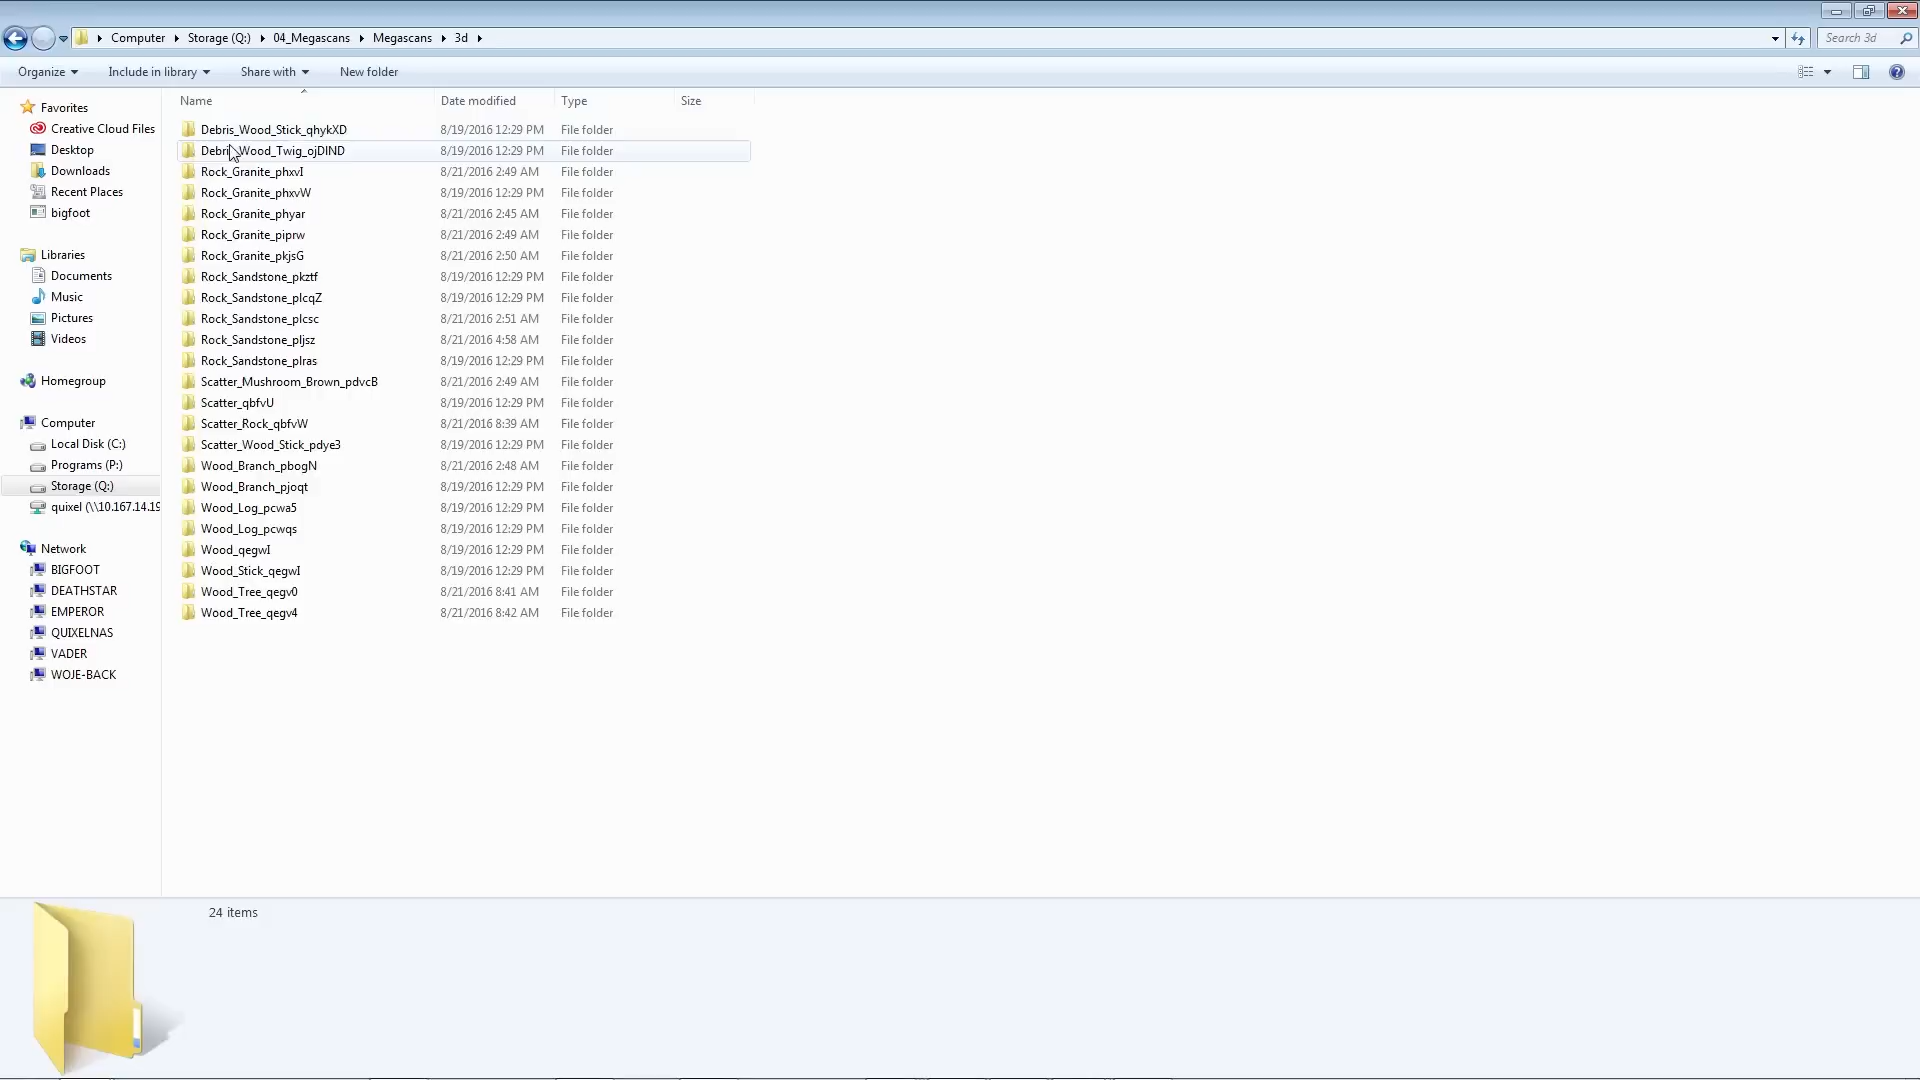 Computer Storage (Q:) 04_Megascans Megascans 3d Search 3d
Organize Include in library Share with New folder
Name Date modified Type Size
Favorites
Creative Cloud Files
Desktop
Downloads
Recent Places
bigfoot
Libraries
Documents
Music
Pictures
Videos
Homegroup
Computer
Local Disk (C:)
Programs (P:)
Storage (Q:)
quixel (\\10.167.14.19
Network
BIGFOOT
DEATHSTAR
EMPEROR
QUIXELNAS
VADER
WOJE-BACK
Debris_Wood_Stick_qhykXD 8/19/2016 12:29 PM File folder
Debris_Wood_Twig_ojDIND 8/19/2016 12:29 PM File folder
Rock_Granite_phxvI 8/21/2016 2:49 AM File folder
Rock_Granite_phxvW 8/19/2016 12:29 PM File folder
Rock_Granite_phyar 8/21/2016 2:45 AM File folder
Rock_Granite_piprw 8/21/2016 2:49 AM File folder
Rock_Granite_pkjsG 8/21/2016 2:50 AM File folder
Rock_Sandstone_pkztf 8/19/2016 12:29 PM File folder
Rock_Sandstone_plcqZ 8/19/2016 12:29 PM File folder
Rock_Sandstone_plcsc 8/21/2016 2:51 AM File folder
Rock_Sandstone_pljsz 8/21/2016 4:58 AM File folder
Rock_Sandstone_plras 8/19/2016 12:29 PM File folder
Scatter_Mushroom_Brown_pdvcB 8/21/2016 2:49 AM File folder
Scatter_qbfvU 8/19/2016 12:29 PM File folder
Scatter_Rock_qbfvW 8/21/2016 8:39 AM File folder
Scatter_Wood_Stick_pdye3 8/19/2016 12:29 PM File folder
Wood_Branch_pbogN 8/21/2016 2:48 AM File folder
Wood_Branch_pjoqt 8/19/2016 12:29 PM File folder
Wood_Log_pcwa5 8/19/2016 12:29 PM File folder
Wood_Log_pcwqs 8/19/2016 12:29 PM File folder
Wood_qegwI 8/19/2016 12:29 PM File folder
Wood_Stick_qegwI 8/19/2016 12:29 PM File folder
Wood_Tree_qegv0 8/21/2016 8:41 AM File folder
Wood_Tree_qegv4 8/21/2016 8:42 AM File folder
24 items